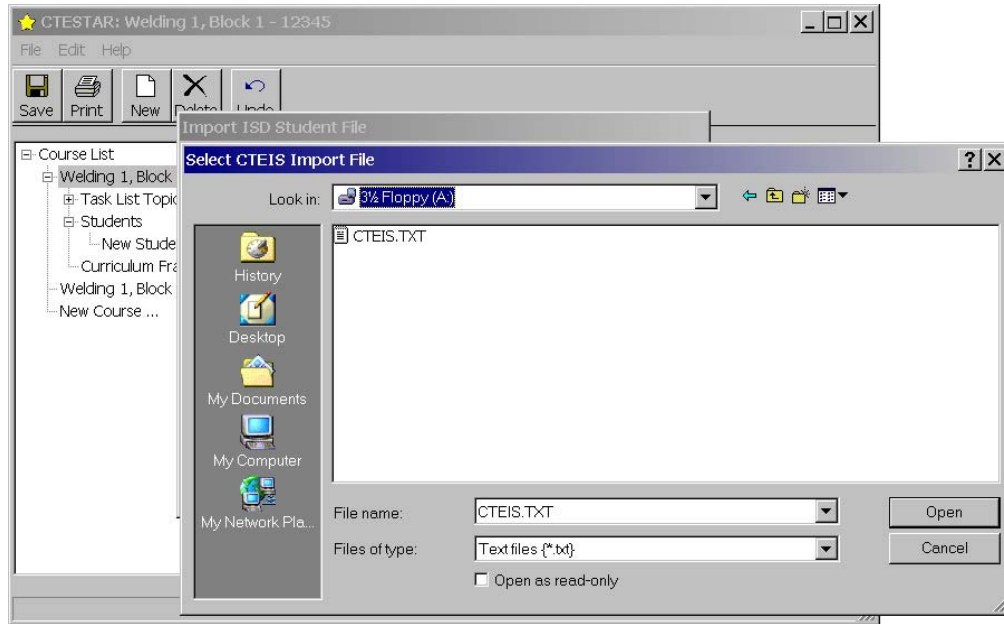 CTESTAR: Welding 1, Block 1 - 12345
File Edit Help
Save Print New Delete Undo
Import ISD Student File
Course List
Welding 1, Block
Task List Topic
Students
New Stude
Curriculum Fra
Welding 1, Block
New Course ...
Select CTEIS Import File
Look in: 3½ Floppy (A:)
History
Desktop
My Documents
My Computer
My Network Pla...
CTEIS.TXT
File name: CTEIS.TXT
Open
Files of type: Text files {*.txt}
Cancel
Open as read-only